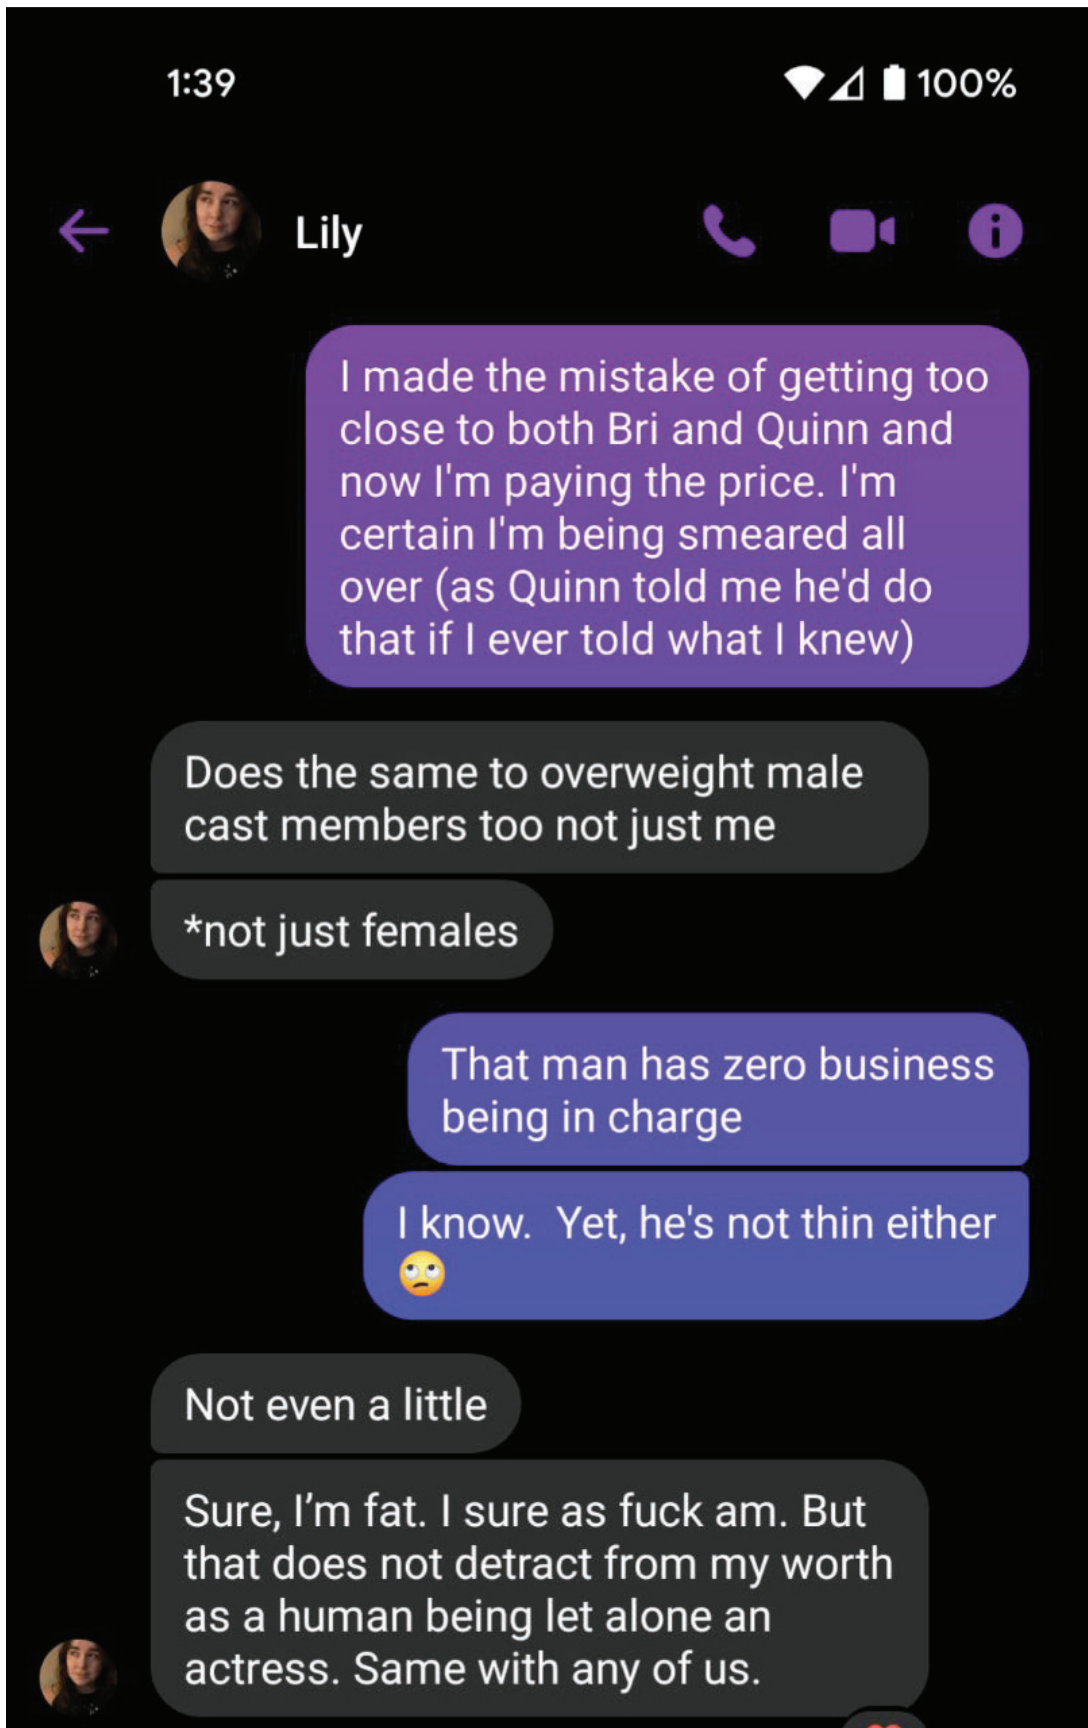 1:39
100%
Lily
I made the mistake of getting too
close to both Bri and Quinn and
now I'm paying the price. I'm
certain I'm being smeared all
over (as Quinn told me he'd do
that if I ever told what I knew)
Does the same to overweight male
cast members too not just me
*not just females
That man has zero business
being in charge
I know.  Yet, he's not thin either
🙄
Not even a little
Sure, I’m fat. I sure as fuck am. But
that does not detract from my worth
as a human being let alone an
actress. Same with any of us.